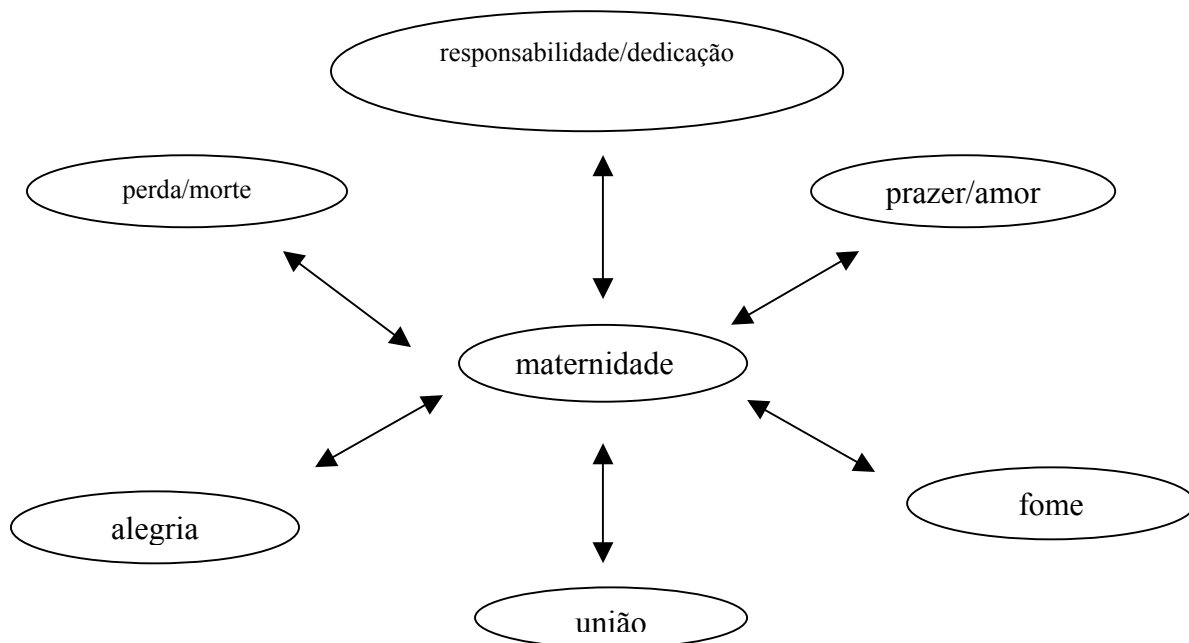 responsabilidade/dedicação
perda/morte
prazer/amor
maternidade
alegria
fome
união